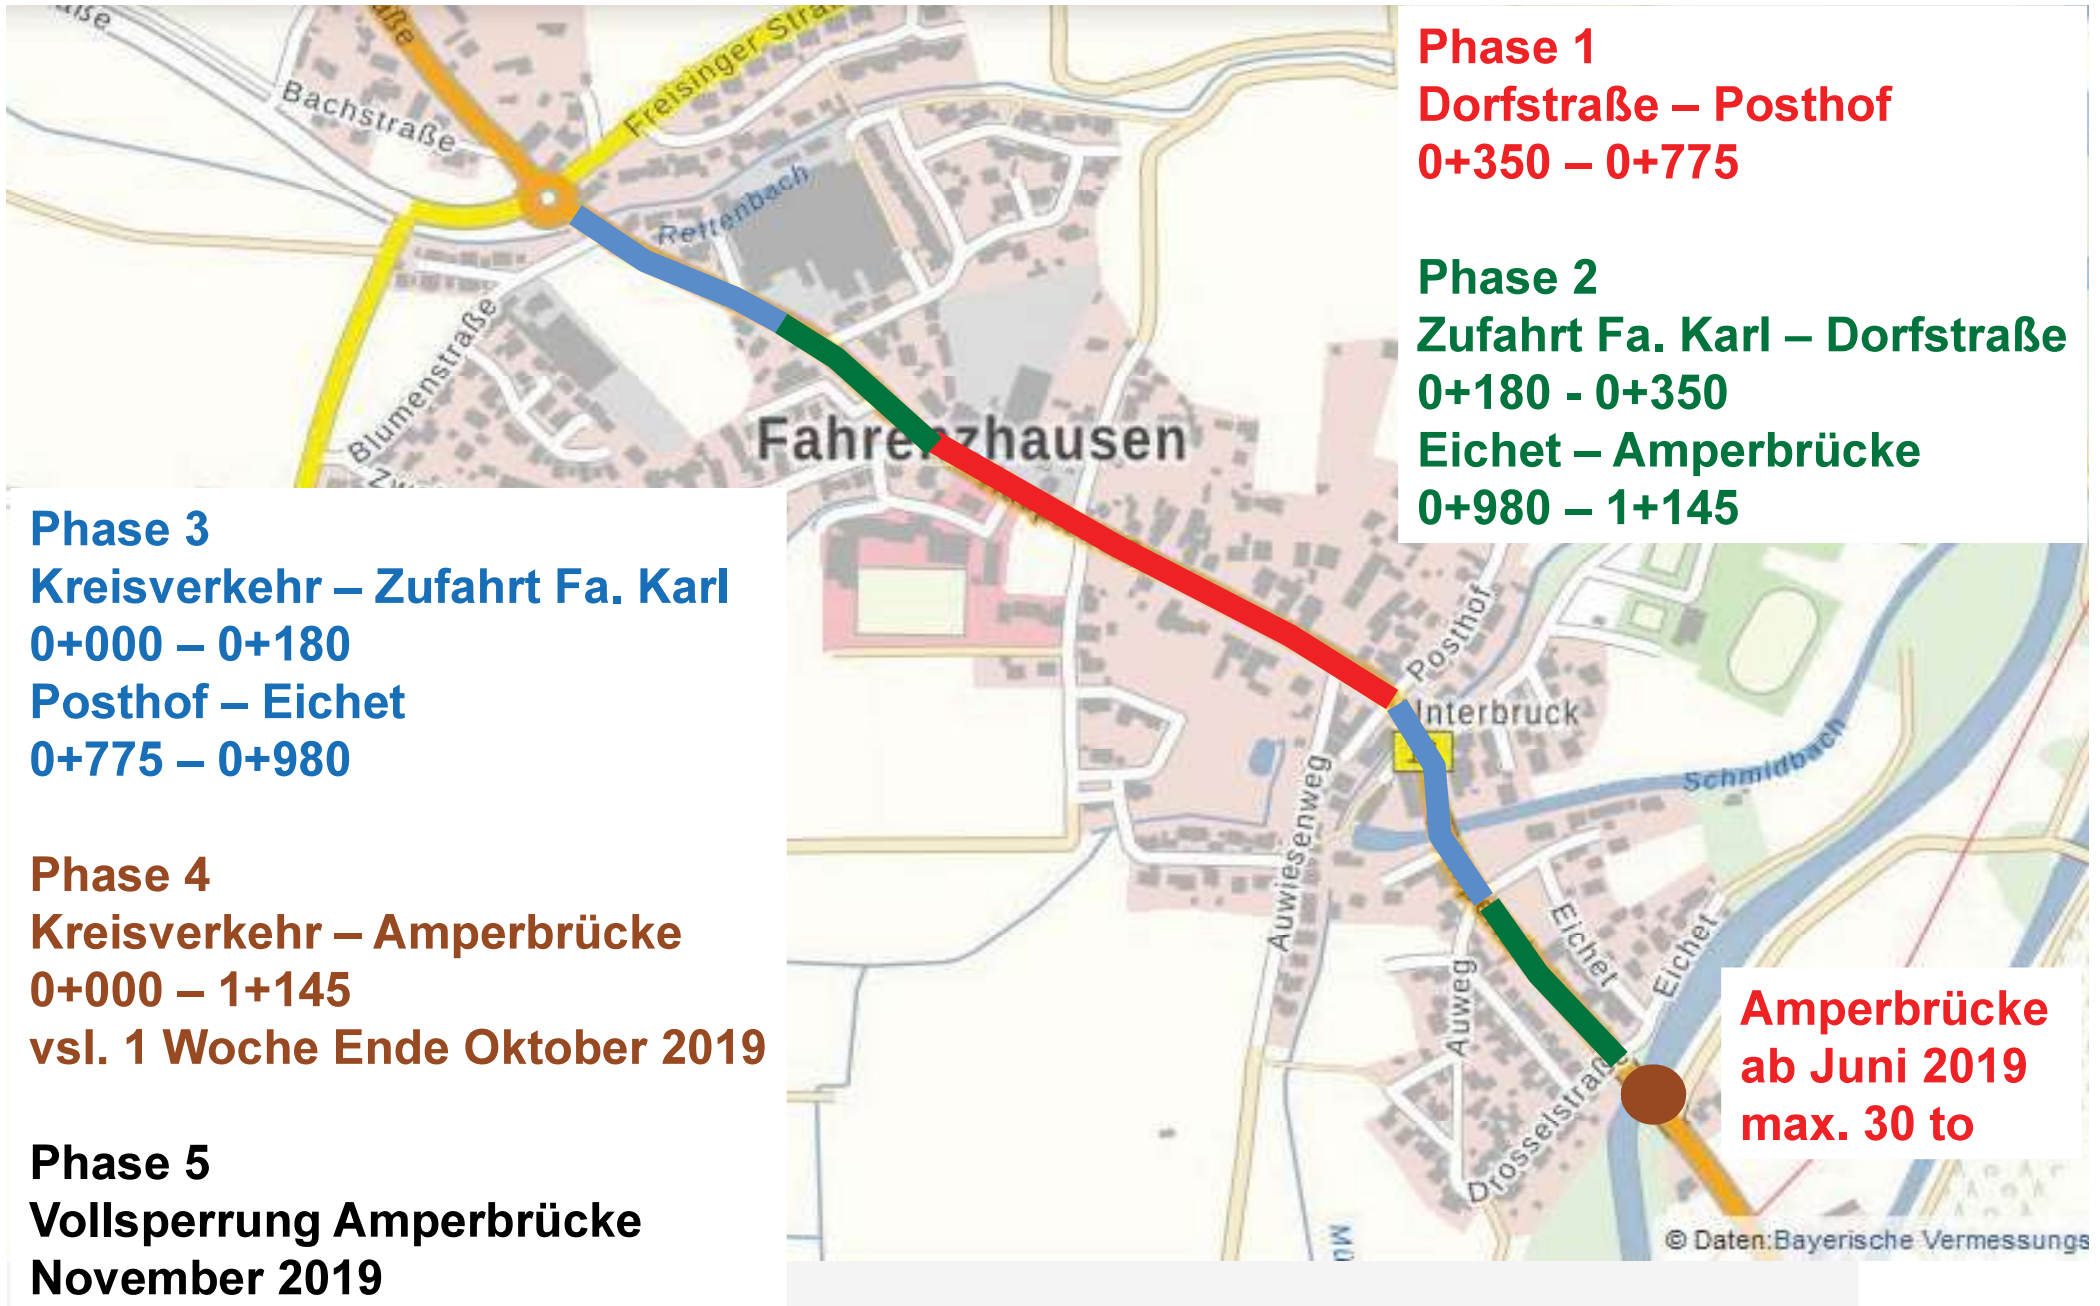 aße
aße
Bachstraße
Freisinger Straß
Rettenbach
Blumenstraße
Fahrenzhausen
Posthof
Unterbruck
Schmidbach
Auwiesenweg
Eichet
Eichet
Auweg
Drosselstraße
Phase 1
Dorfstraße – Posthof
0+350 – 0+775
Phase 2
Zufahrt Fa. Karl – Dorfstraße
0+180 - 0+350
Eichet – Amperbrücke
0+980 – 1+145
Phase 3
Kreisverkehr – Zufahrt Fa. Karl
0+000 – 0+180
Posthof – Eichet
0+775 – 0+980
Phase 4
Kreisverkehr – Amperbrücke
0+000 – 1+145
vsl. 1 Woche Ende Oktober 2019
Phase 5
Vollsperrung Amperbrücke
November 2019
Amperbrücke
ab Juni 2019
max. 30 to
© Daten:Bayerische Vermessungs